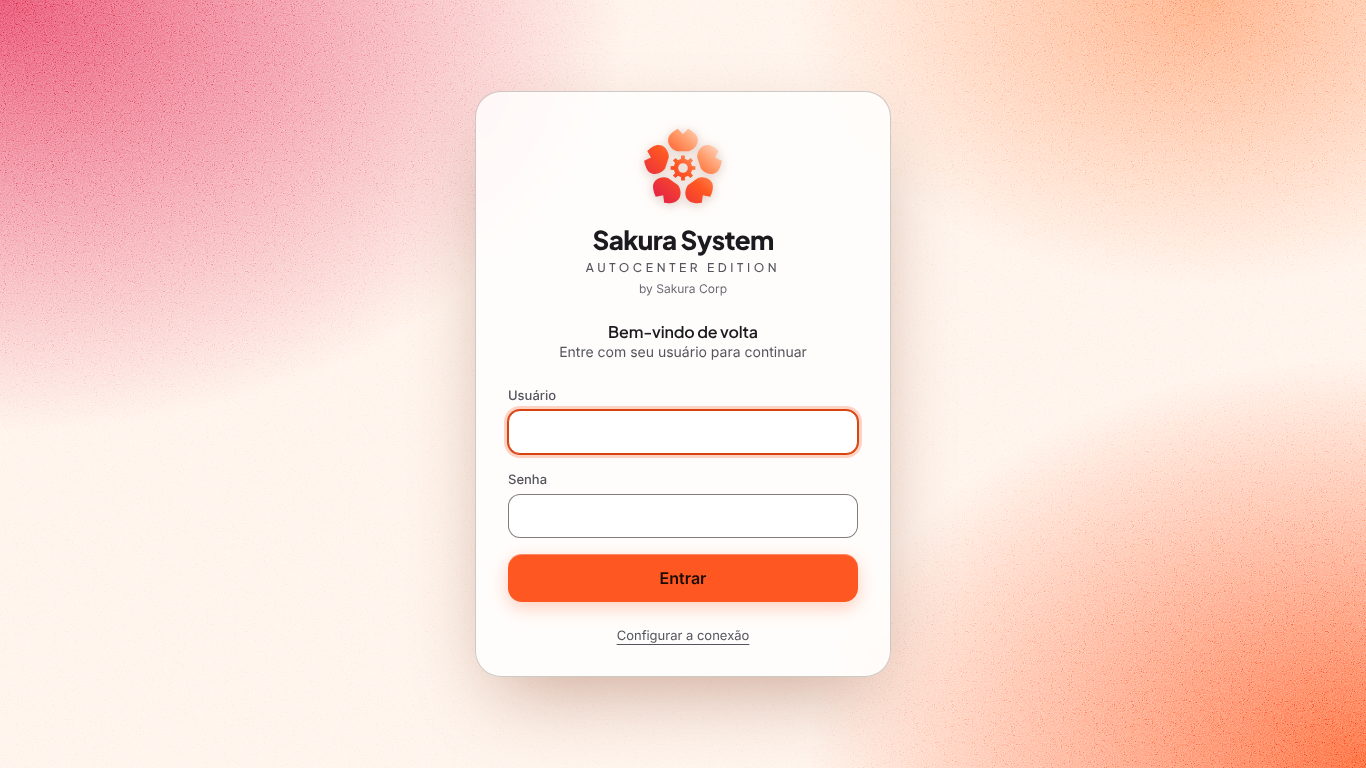 Sakura System
AUTOCENTER EDITION
by Sakura Corp
Bem-vindo de volta
Entre com seu usuário para continuar
Usuário
Senha
Entrar
Configurar a conexão